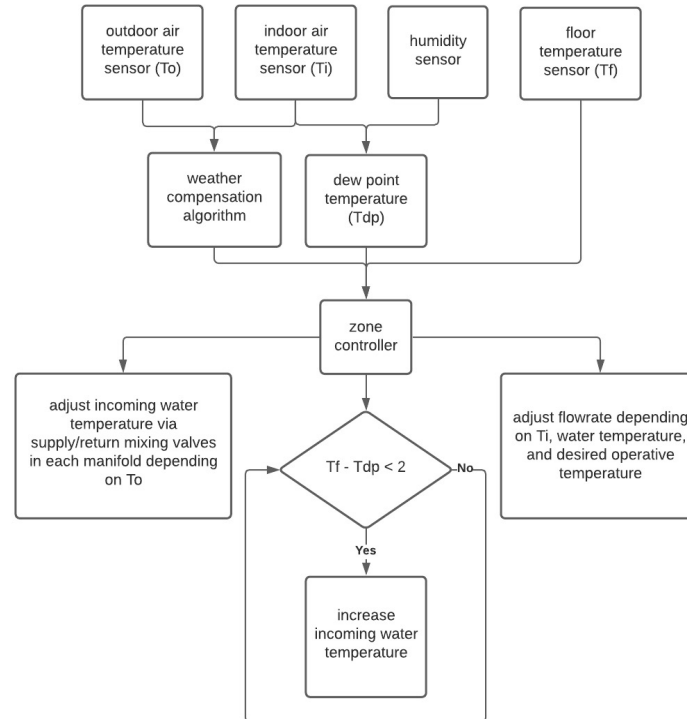 outdoor air
temperature
sensor (To)
indoor air
temperature
sensor (Ti)
humidity
sensor
floor
temperature
sensor (Tf)
weather
compensation
algorithm
dew point
temperature
(Tdp)
zone
controller
adjust incoming water
temperature via
supply/return mixing valves
in each manifold depending
on To
Tf - Tdp < 2
No
adjust flowrate depending
on Ti, water temperature,
and desired operative
temperature
Yes
increase
incoming water
temperature